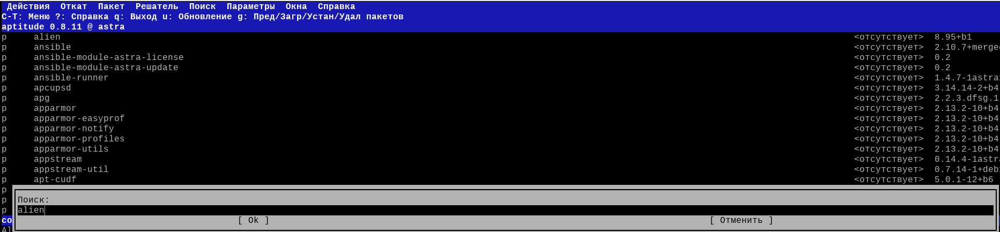 Действия Откат Пакет Решатель Поиск Параметры Окна Справка
C-T: Меню ?: Справка q: Выход u: Обновление g: Пред/Загр/Устан/Удал пакетов
aptitude 0.8.11 @ astra
p alien <отсутствует> 8.95+b1
p ansible <отсутствует> 2.10.7+merge
p ansible-module-astra-license <отсутствует> 0.2
p ansible-module-astra-update <отсутствует> 0.2
p ansible-runner <отсутствует> 1.4.7-1astra
p apcupsd <отсутствует> 3.14.14-2+b4
p apg <отсутствует> 2.2.3.dfsg.1
p apparmor <отсутствует> 2.13.2-10+b4
p apparmor-easyprof <отсутствует> 2.13.2-10+b4
p apparmor-notify <отсутствует> 2.13.2-10+b4
p apparmor-profiles <отсутствует> 2.13.2-10+b4
p apparmor-utils <отсутствует> 2.13.2-10+b4
p appstream <отсутствует> 0.14.4-1astr
p appstream-util <отсутствует> 0.7.14-1+deb
p apt-cudf <отсутствует> 5.0.1-12+b6
p
p Поиск:
p alien
со [ Ok ] [ Отменить ]